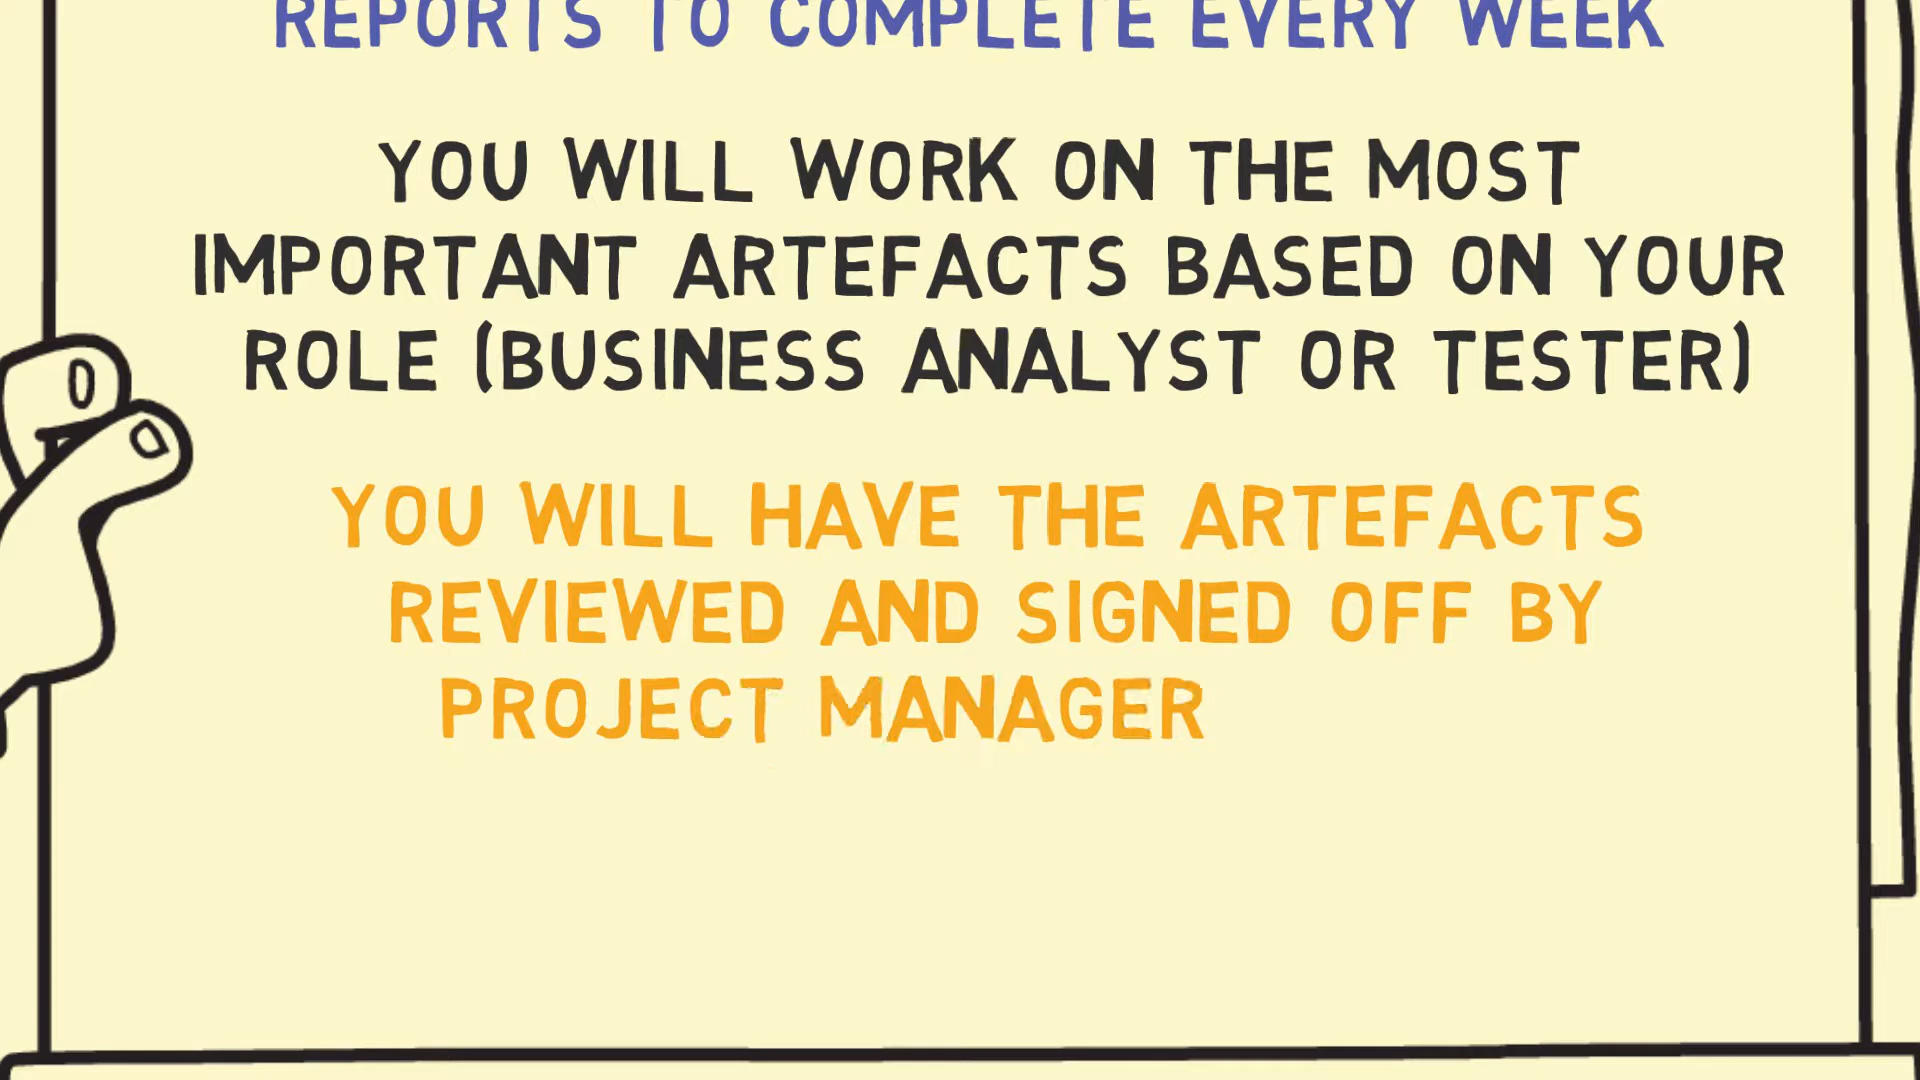 REPORTS TO COMPLETE EVERY WEEK
YOU WILL WORK ON THE MOST
IMPORTANT ARTEFACTS BASED ON YOUR
ROLE (BUSINESS ANALYST OR TESTER)
YOU WILL HAVE THE ARTEFACTS
REVIEWED AND SIGNED OFF BY
PROJECT MANAGER